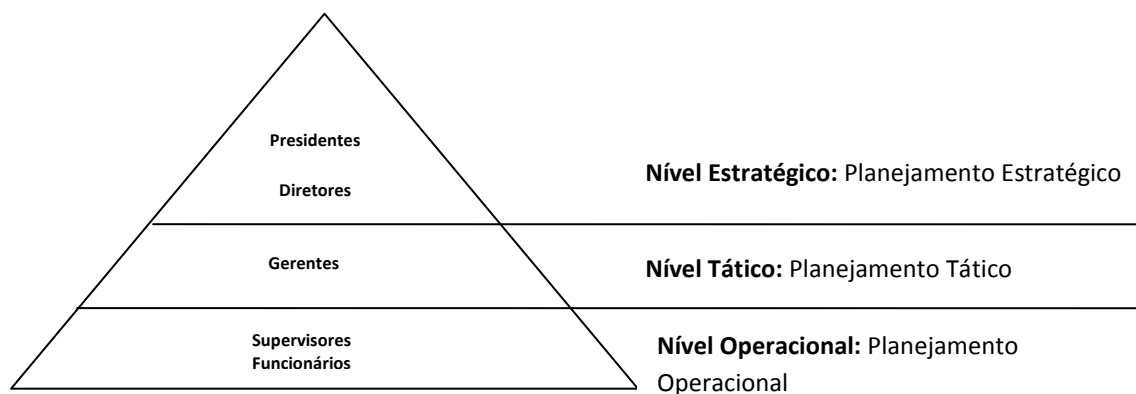 Presidentes
Diretores
Nível Estratégico: Planejamento Estratégico
Gerentes
Nível Tático: Planejamento Tático
Supervisores
Funcionários
Nível Operacional: Planejamento
Operacional